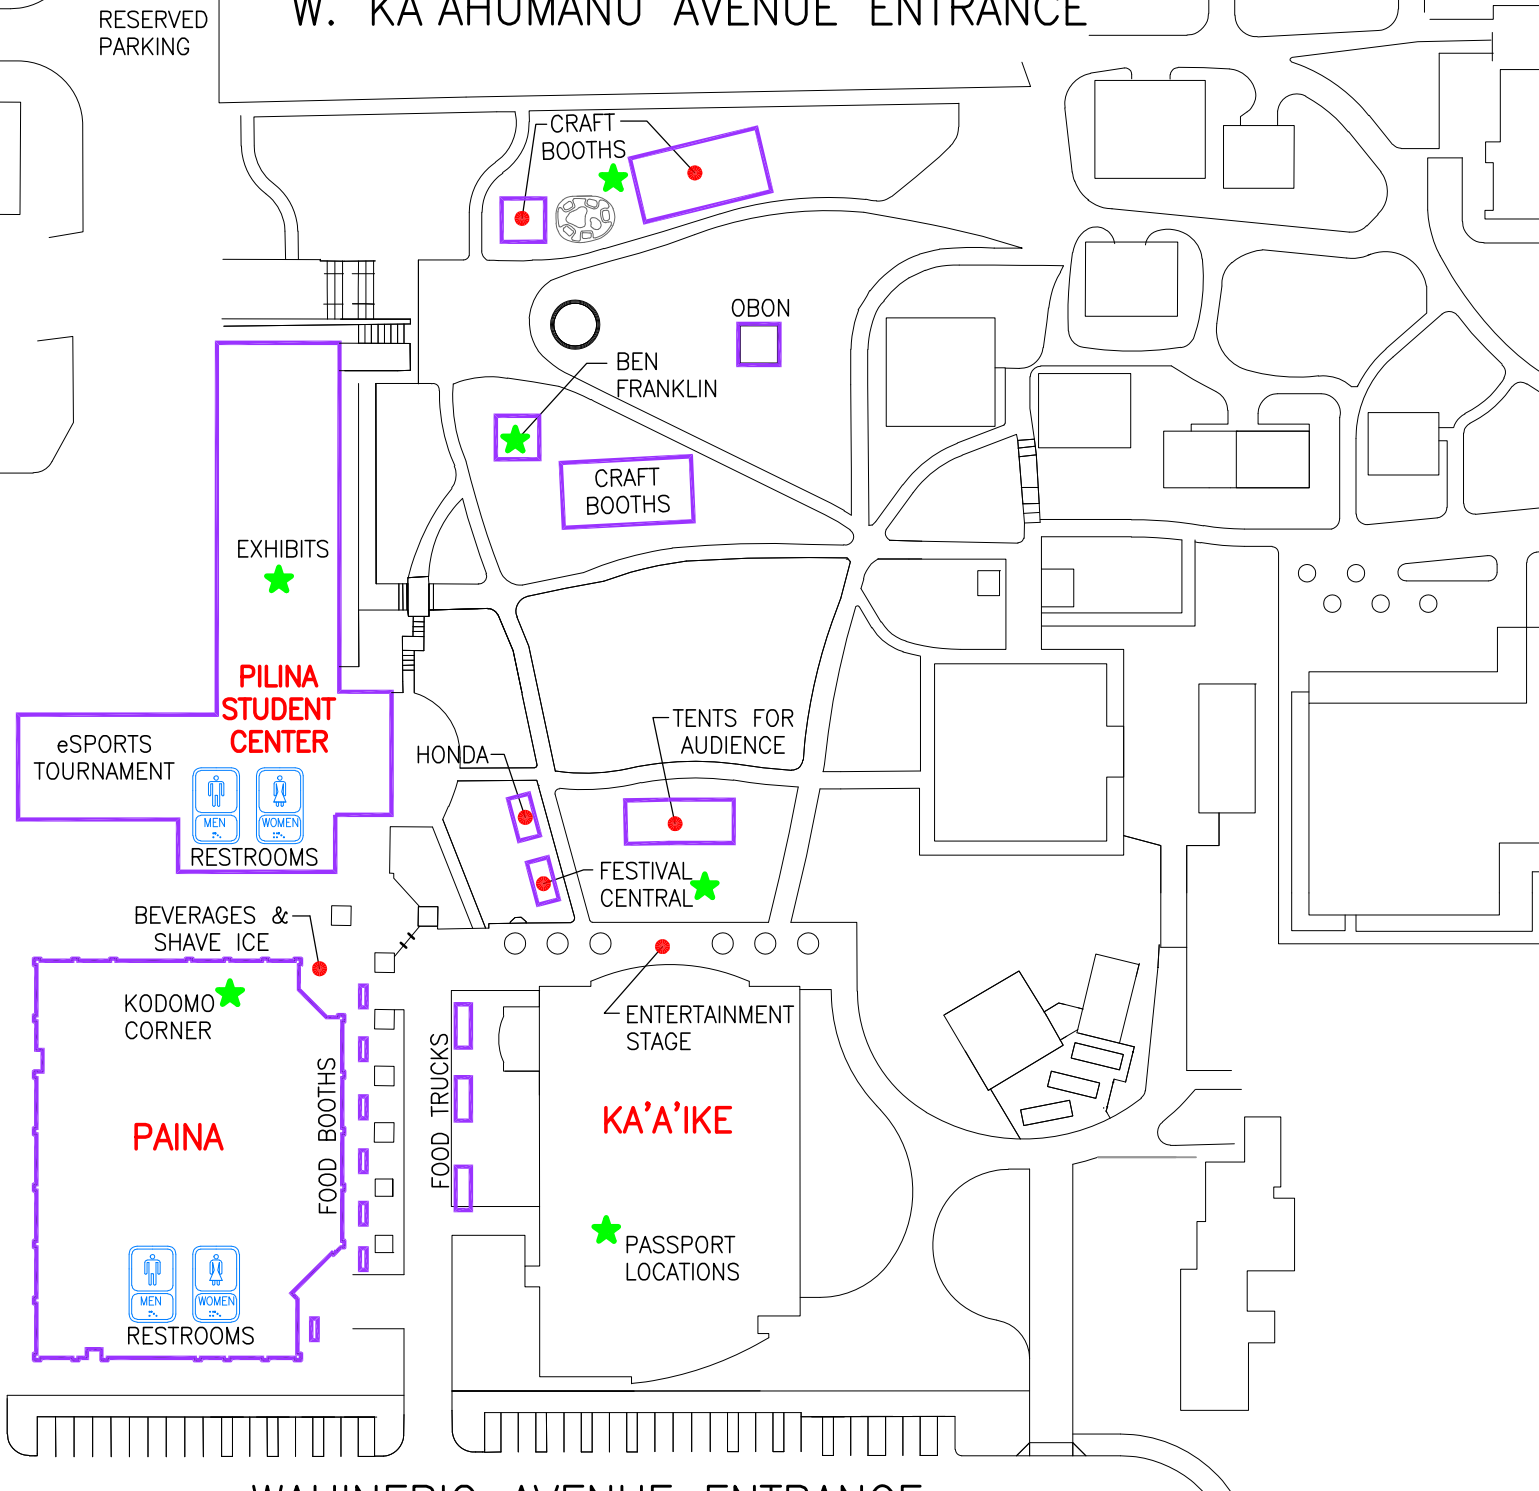 W. KA'AHUMANU AVENUE ENTRANCE
RESERVED
PARKING
CRAFT
BOOTHS
OBON
BEN
FRANKLIN
CRAFT
BOOTHS
EXHIBITS
PILINA
STUDENT
CENTER
eSPORTS
TOURNAMENT
MEN
WOMEN
RESTROOMS
HONDA
TENTS FOR
AUDIENCE
FESTIVAL
CENTRAL
BEVERAGES &
SHAVE ICE
KODOMO
CORNER
ENTERTAINMENT
STAGE
FOOD BOOTHS
FOOD TRUCKS
PAINA
KA'A'IKE
PASSPORT
LOCATIONS
MEN
WOMEN
RESTROOMS
AVENUE ENTRANCE